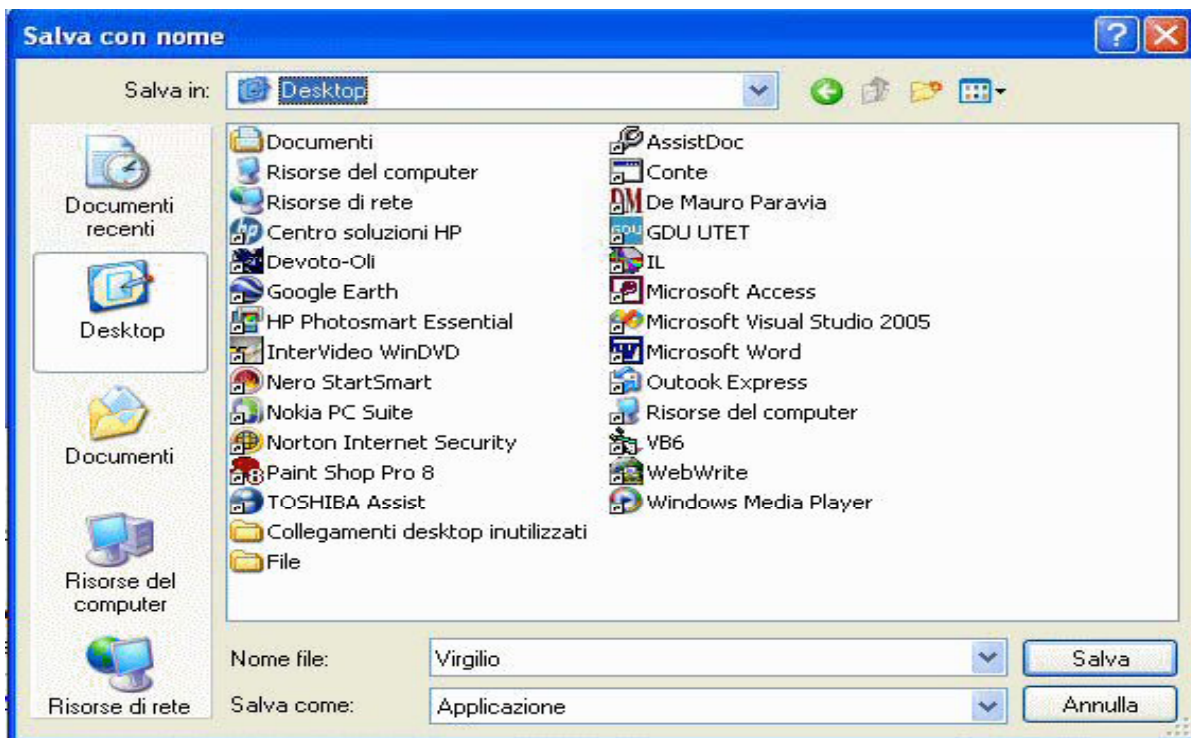 Salva con nome
Salva in:
Desktop
Documenti
recenti
Desktop
Documenti
Risorse del
computer
Risorse di rete
Documenti
Risorse del computer
Risorse di rete
Centro soluzioni HP
Devoto-Oli
Google Earth
HP Photosmart Essential
InterVideo WinDVD
Nero StartSmart
Nokia PC Suite
Norton Internet Security
Paint Shop Pro 8
TOSHIBA Assist
Collegamenti desktop inutilizzati
File
AssistDoc
Conte
De Mauro Paravia
GDU UTET
IL
Microsoft Access
Microsoft Visual Studio 2005
Microsoft Word
Outook Express
Risorse del computer
VB6
WebWrite
Windows Media Player
Nome file:
Virgilio
Salva
Salva come:
Applicazione
Annulla